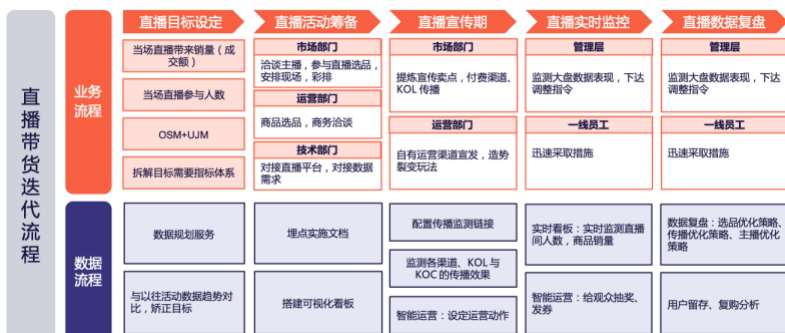 直播带货迭代流程
业务
流程
直播目标设定
当场直播带来销量（成
交额）
当场直播参与人数
OSM+UJM
拆解目标需要指标体系
直播活动筹备
市场部门
洽谈主播，参与直播选品，
安排现场，彩排
运营部门
商品选品，商务洽谈
技术部门
对接直播平台，对接数据
需求
直播宣传期
市场部门
提炼宣传卖点，付费渠道、
KOL 传播
运营部门
自有运营渠道宣发，造势
裂变玩法
直播实时监控
管理层
监测大盘数据表现，下达
调整指令
一线员工
迅速采取措施
直播数据复盘
管理层
监测大盘数据表现，下达
调整指令
一线员工
迅速采取措施
数据
流程
数据规划服务
与以往活动数据趋势对
比，矫正目标
埋点实施文档
搭建可视化看板
配置传播监测链接
监测各渠道、KOL 与
KOC 的传播效果
智能运营：设定运营动作
实时看板：实时监测直播
间人数，商品销量
智能运营：给观众抽奖、
发券
数据复盘：选品优化策略、
传播优化策略、主播优化
策略
用户留存、复购分析